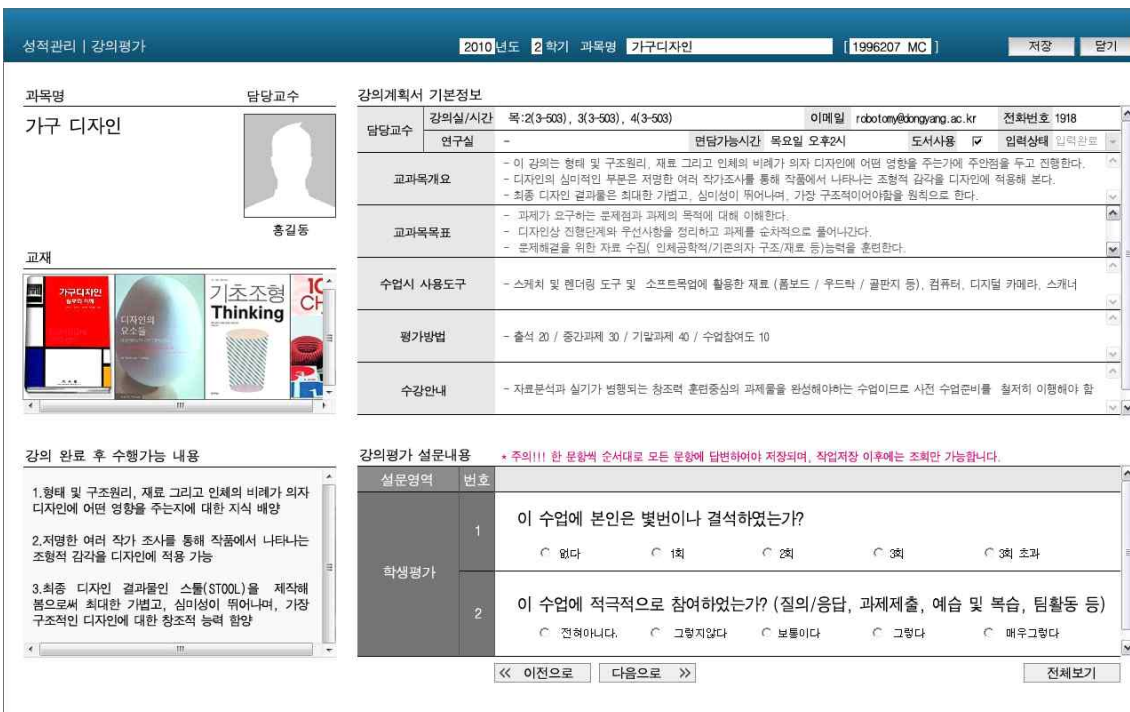 성적관리 | 강의평가
2010 년도 2 학기 과목명 가구디자인 [ 1996207 MC ] 저장 닫기
과목명 담당교수
가구 디자인
홍길동
교재
가구디자인
디자인의
요소들
기초조형
Thinking
강의계획서 기본정보
담당교수 강의실/시간 목:2(3-503), 3(3-503), 4(3-503) 이메일 robotomy@dongyang.ac.kr 전화번호 1918
연구실 - 면담가능시간 목요일 오후2시 도서사용 입력상태 입력완료
교과목개요
- 이 강의는 형태 및 구조원리, 재료 그리고 인체의 비례가 의자 디자인에 어떤 영향을 주는가에 주안점을 두고 진행한다.
- 디자인의 심미적인 부분은 저명한 여러 작가조사를 통해 작품에서 나타나는 조형적 감각을 디자인에 적용해 본다.
- 최종 디자인 결과물은 최대한 가볍고, 심미성이 뛰어나며, 가장 구조적이어야함을 원칙으로 한다.
교과목목표
- 과제가 요구하는 문제점과 과제의 목적에 대해 이해한다.
- 디자인상 진행단계와 우선사항을 정리하고 과제를 순차적으로 풀어나간다.
- 문제해결을 위한 자료 수집( 인체공학적/기존의자 구조/재료 등)능력을 훈련한다.
수업시 사용도구 - 스케치 및 렌더링 도구 및 소프트목업에 활용한 재료 (폼보드 / 우드락 / 골판지 등), 컴퓨터, 디지털 카메라, 스캐너
평가방법 - 출석 20 / 중간과제 30 / 기말과제 40 / 수업참여도 10
수강안내 - 자료분석과 실기가 병행되는 창조력 훈련중심의 과제물을 완성해야하는 수업이므로 사전 수업준비를 철저히 이행해야 함
강의 완료 후 수행가능 내용
1.형태 및 구조원리, 재료 그리고 인체의 비례가 의자
디자인에 어떤 영향을 주는지에 대한 지식 배양
2.저명한 여러 작가 조사를 통해 작품에서 나타나는
조형적 감각을 디자인에 적용 가능
3.최종 디자인 결과물인 스툴(STOOL)을 제작해
봄으로써 최대한 가볍고, 심미성이 뛰어나며, 가장
구조적인 디자인에 대한 창조적 능력 함양
강의평가 설문내용 * 주의!!! 한 문항씩 순서대로 모든 문항에 답변하여야 저장되며, 작업저장 이후에는 조회만 가능합니다.
설문영역 번호
학생평가
1 이 수업에 본인은 몇번이나 결석하였는가?
없다 1회 2회 3회 3회 초과
2 이 수업에 적극적으로 참여하었는가? (질의/응답, 과제제출, 예습 및 복습, 팀활동 등)
전혀아니다. 그렇지않다 보통이다 그렇다 매우그렇다
≪ 이전으로 다음으로 ≫ 전체보기